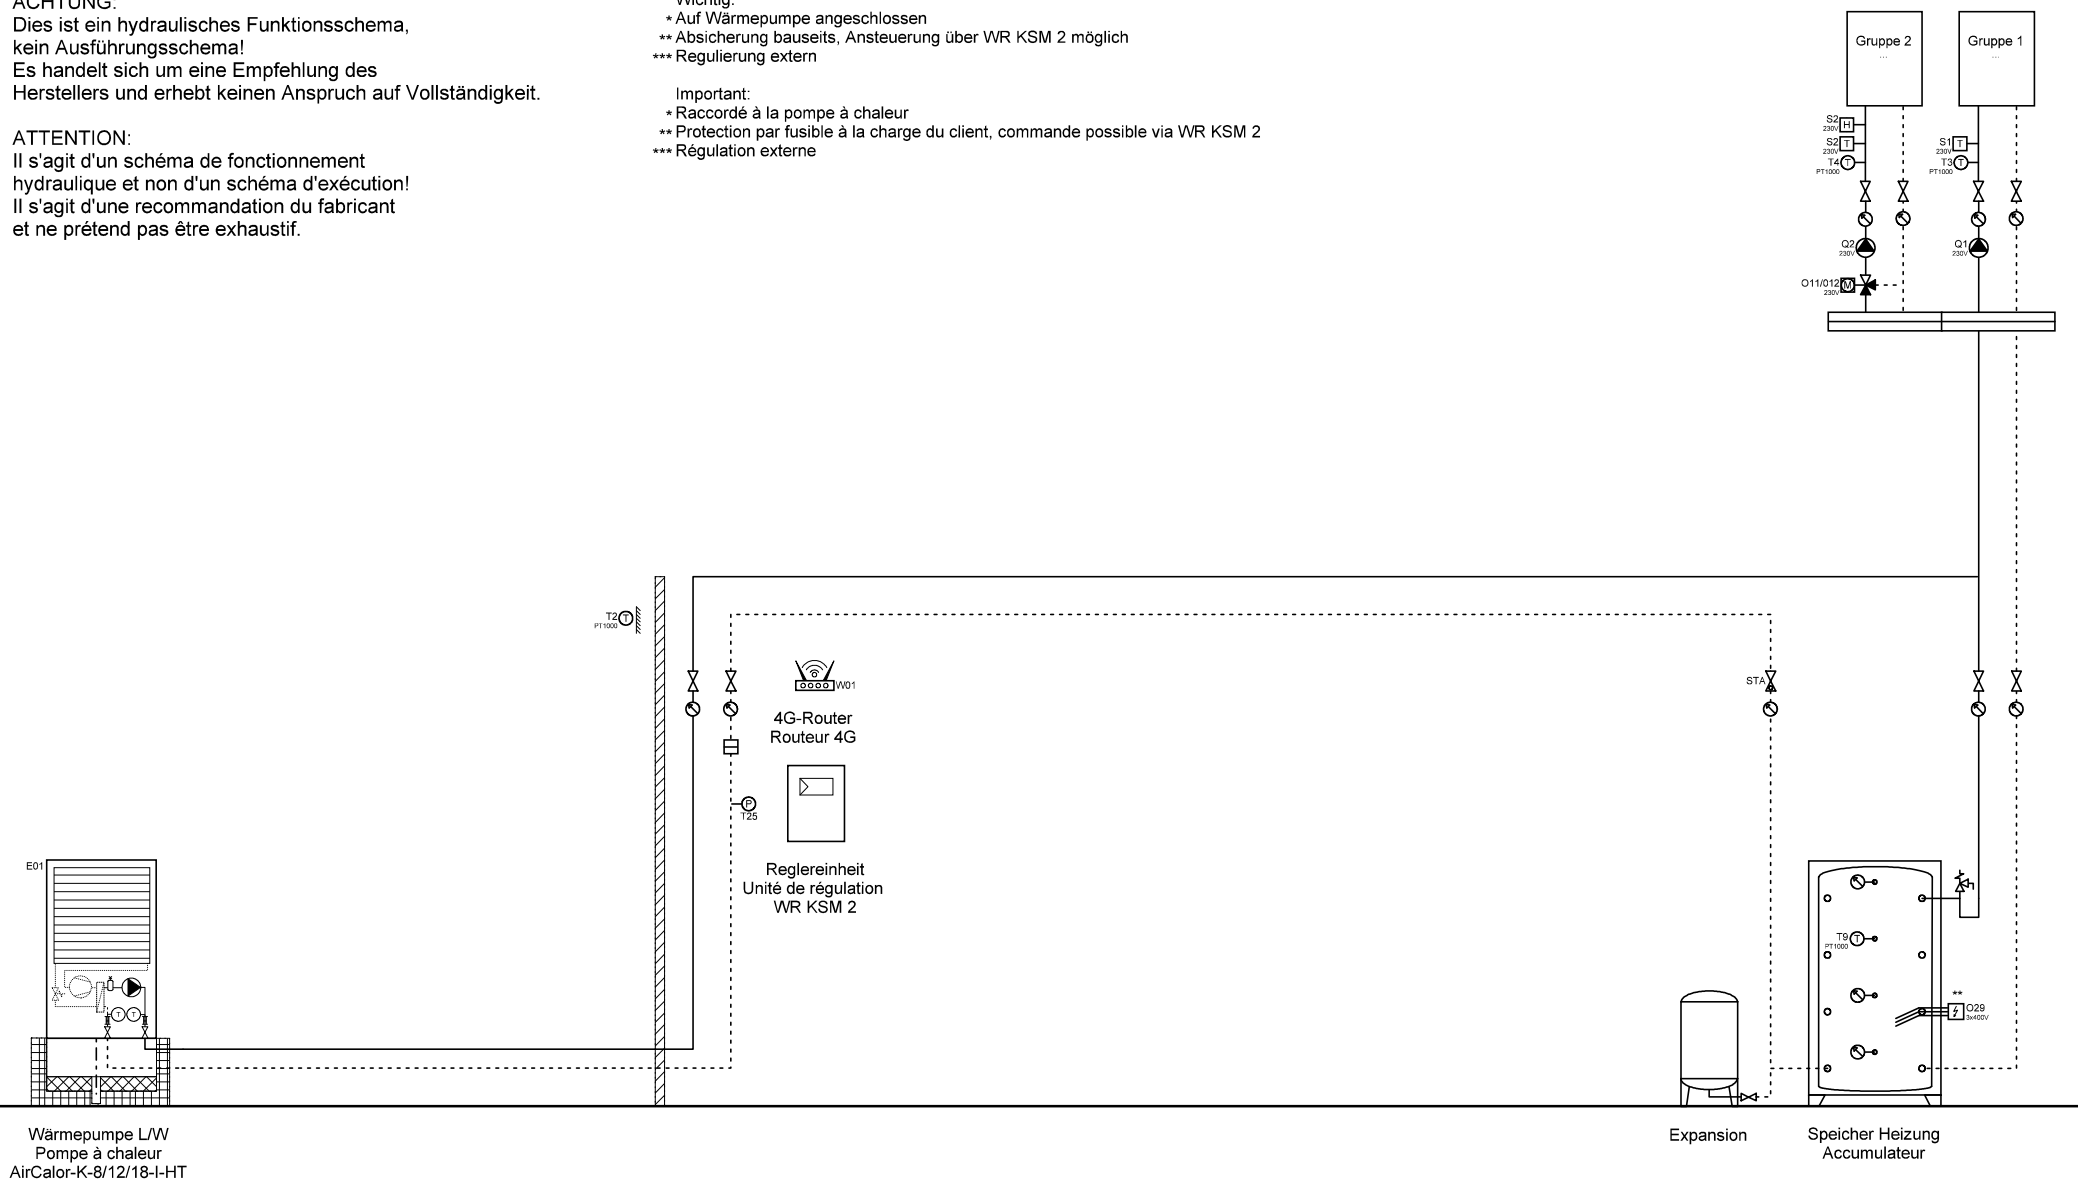 ACHTUNG:
Dies ist ein hydraulisches Funktionsschema,
kein Ausführungsschema!
Es handelt sich um eine Empfehlung des
Herstellers und erhebt keinen Anspruch auf Vollständigkeit.
ATTENTION:
Il s'agit d'un schéma de fonctionnement
hydraulique et non d'un schéma d'exécution!
Il s'agit d'une recommandation du fabricant
et ne prétend pas être exhaustif.
Wichtig:
* Auf Wärmepumpe angeschlossen
** Absicherung bauseits, Ansteuerung über WR KSM 2 möglich
*** Regulierung extern
Important:
* Raccordé à la pompe à chaleur
** Protection par fusible à la charge du client, commande possible via WR KSM 2
*** Régulation externe
Gruppe 2
...
Gruppe 1
...
S2
230V
H
S2
230V
T
T4
PT1000
T
S1
230V
T
T3
PT1000
T
Q2
230V
Q1
230V
O11/012
230V
M
T2
PT1000
T
W01
4G-Router
Routeur 4G
STA
P
T25
Reglereinheit
Unité de régulation
WR KSM 2
E01
T T
T9
PT1000
T
**
O29
3x400V
Wärmepumpe L/W
Pompe à chaleur
AirCalor-K-8/12/18-I-HT
Expansion
Speicher Heizung
Accumulateur